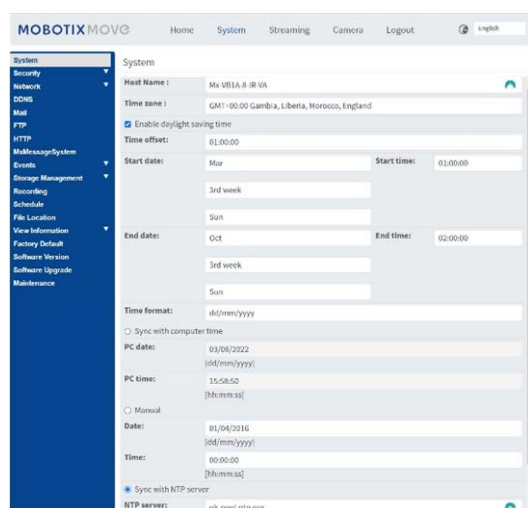 MOBOTIX MOVE Home System Streaming Camera Logout English
System
Security
Network
DDNS
Mail
FTP
HTTP
MxMessageSystem
Events
Storage Management
Recording
Schedule
File Location
View Information
Factory Default
Software Version
Software Upgrade
Maintenance
System
Host Name : Mx-VB1A-8-IR-VA
Time zone : GMT+00:00 Gambia, Liberia, Morocco, England
Enable daylight saving time
Time offset: 01:00:00
Start date: Mar Start time: 01:00:00
3rd week
Sun
End date: Oct End time: 02:00:00
3rd week
Sun
Time format: dd/mm/yyyy
Sync with computer time
PC date: 03/08/2022
[dd/mm/yyyy]
PC time: 15:58:50
[hh:mm:ss]
Manual
Date: 01/04/2016
[dd/mm/yyyy]
Time: 00:00:00
[hh:mm:ss]
Sync with NTP server
NTP server: